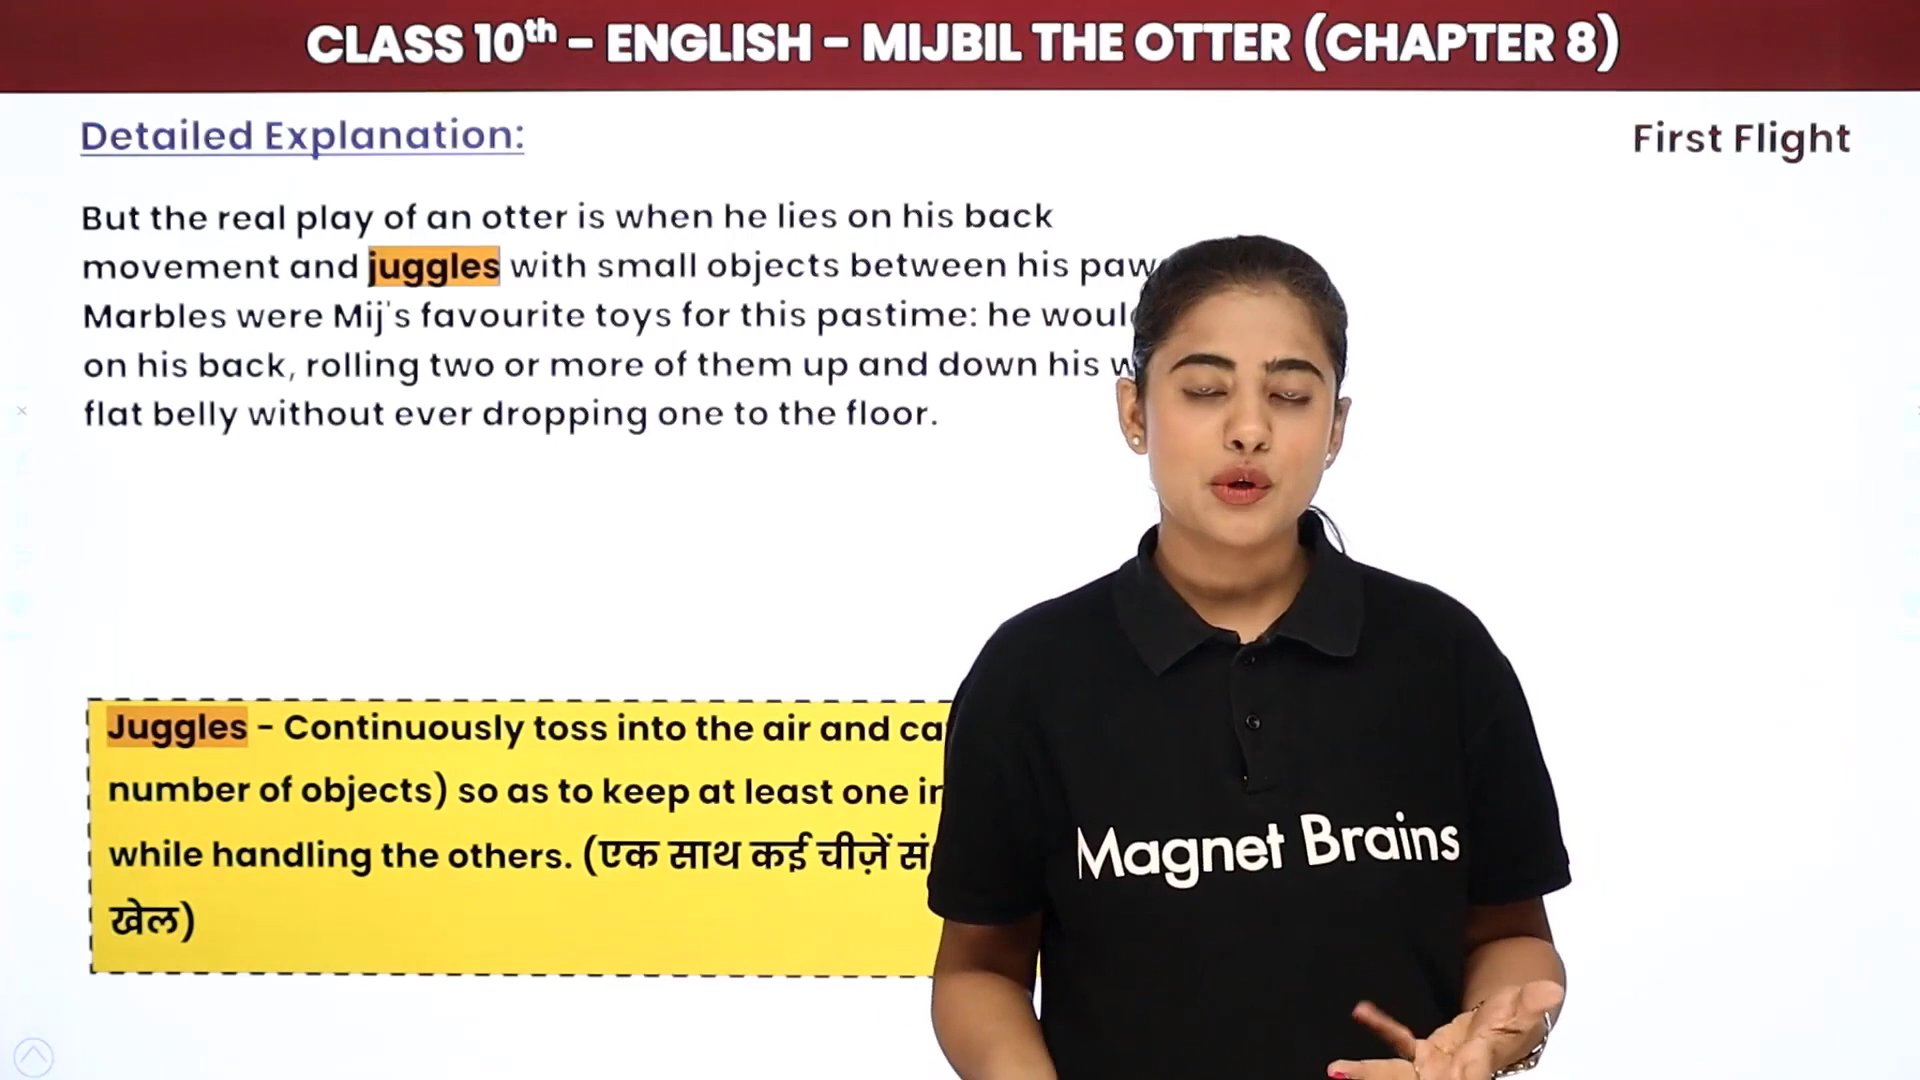 CLASS 10th – ENGLISH – MIJBIL THE OTTER (CHAPTER 8)
Detailed Explanation:
First Flight
But the real play of an otter is when he lies on his back
movement and juggles with small objects between his
Marbles were Mij's favourite toys for this pastime: he
on his back, rolling two or more of them up and down his
flat belly without ever dropping one to the floor.
Juggles – Continuously toss into the air and
number of objects) so as to keep at least one
while handling the others. (एक साथ कई चीज़ें
खेल)
Magnet Brains